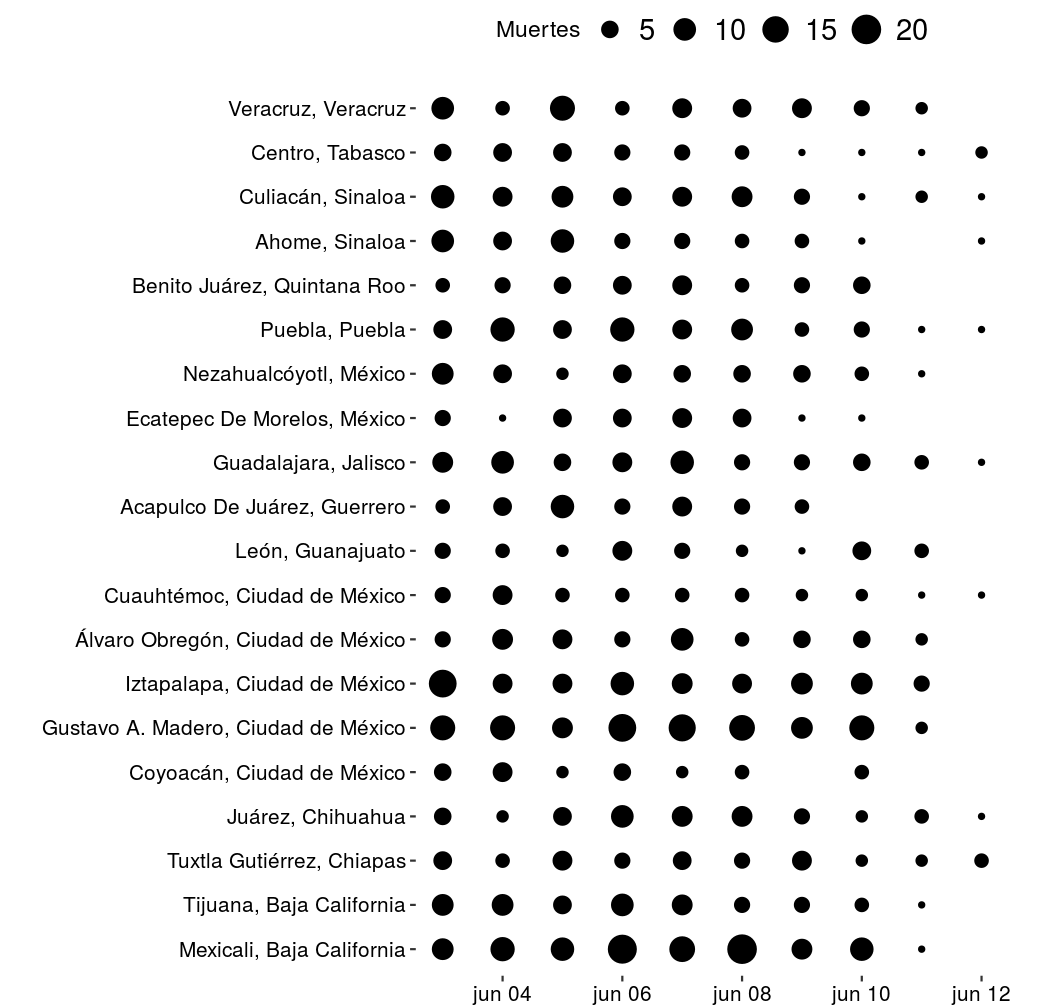 Muertes 5 10 15 20
Veracruz, Veracruz
Centro, Tabasco
Culiacán, Sinaloa
Ahome, Sinaloa
Benito Juárez, Quintana Roo
Puebla, Puebla
Nezahualcóyotl, México
Ecatepec De Morelos, México
Guadalajara, Jalisco
Acapulco De Juárez, Guerrero
León, Guanajuato
Cuauhtémoc, Ciudad de México
Álvaro Obregón, Ciudad de México
Iztapalapa, Ciudad de México
Gustavo A. Madero, Ciudad de México
Coyoacán, Ciudad de México
Juárez, Chihuahua
Tuxtla Gutiérrez, Chiapas
Tijuana, Baja California
Mexicali, Baja California
jun 04 jun 06 jun 08 jun 10 jun 12